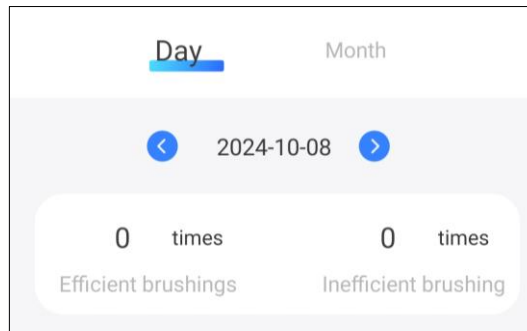 Day Month
2024-10-08
0 times 0 times
Efficient brushings Inefficient brushing